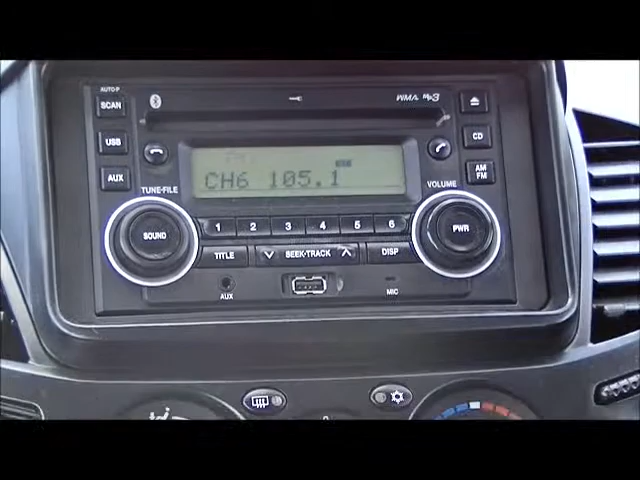 AUTO-P
SCAN
WMA MP3
USB
CD
AUX
AM
FM
CH6 105.1
TUNE·FILE
VOLUME
SOUND
PWR
1 2 3 4 5 6
TITLE
SEEK·TRACK
DISP
AUX
MIC